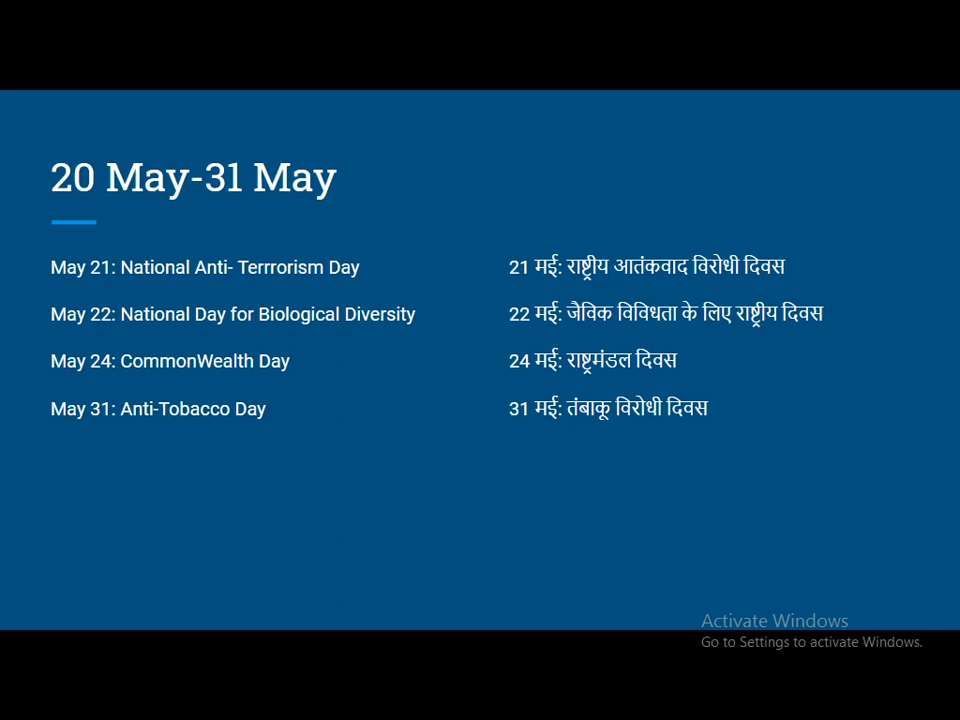 20 May-31 May
May 21: National Anti- Terrrorism Day
May 22: National Day for Biological Diversity
May 24: CommonWealth Day
May 31: Anti-Tobacco Day
21 मई: राष्ट्रीय आतंकवाद विरोधी दिवस
22 मई: जैविक विविधता के लिए राष्ट्रीय दिवस
24 मई: राष्ट्रमंडल दिवस
31 मई: तंबाकू विरोधी दिवस
Activate Windows
Go to Settings to activate Windows.